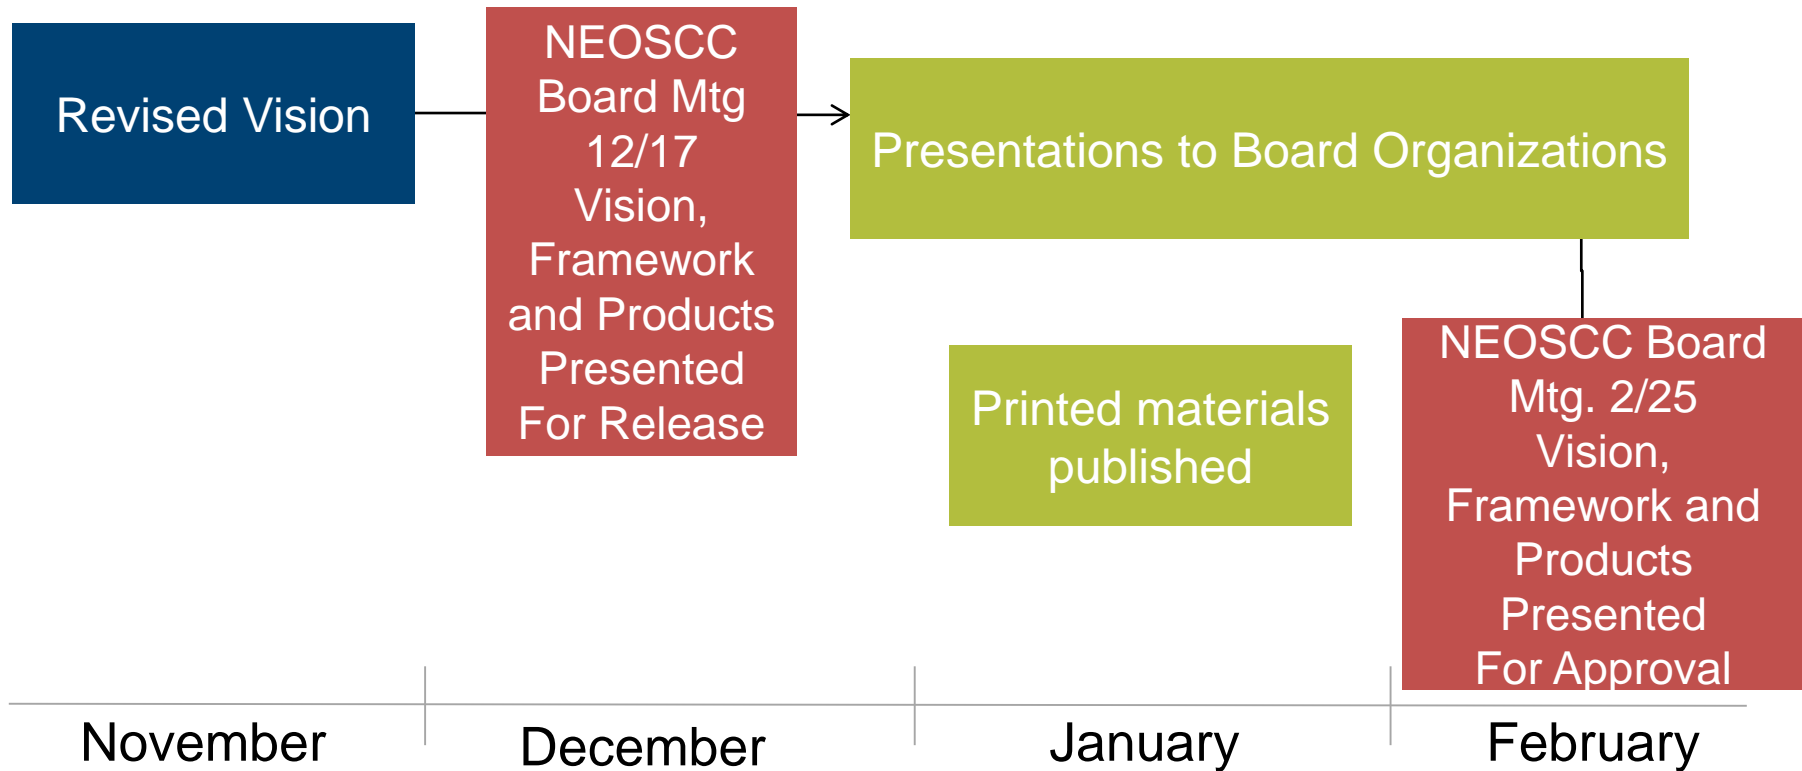 Revised Vision
NEOSCC
Board Mtg
12/17
Vision,
Framework
and Products
Presented
For Release
Presentations to Board Organizations
Printed materials
published
NEOSCC Board
Mtg. 2/25
Vision,
Framework and
Products
Presented
For Approval
November
December
January
February